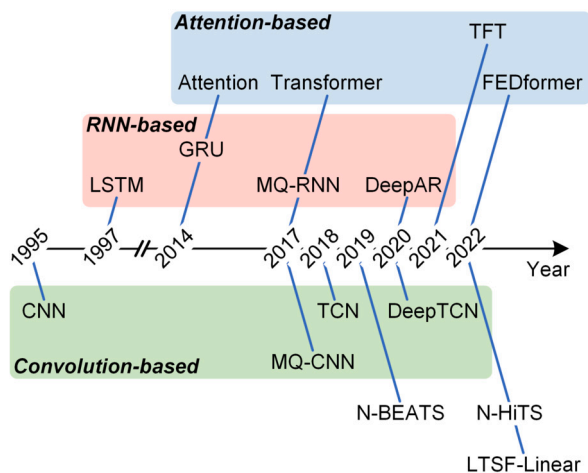 Attention-based
TFT
Attention
Transformer
FEDformer
RNN-based
GRU
LSTM
MQ-RNN
DeepAR
1995
1997
2014
2017
2018
2019
2020
2021
2022
Year
CNN
TCN
DeepTCN
Convolution-based
MQ-CNN
N-BEATS
N-HiTS
LTSF-Linear